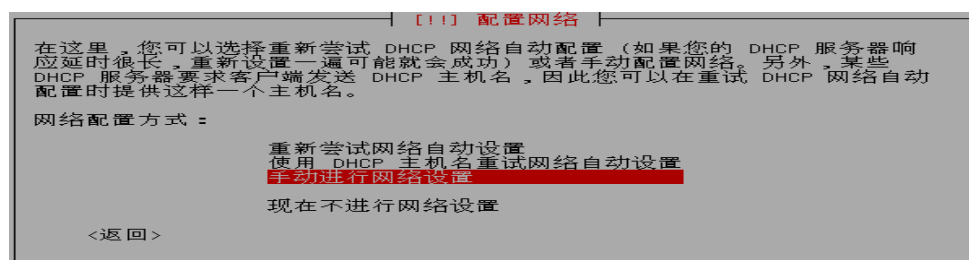 [!!] 配置网络
在这里，您可以选择重新尝试 DHCP 网络自动配置 (如果您的 DHCP 服务器响
应延时很长，重新设置一遍可能就会成功) 或者手动配置网络。另外，某些
DHCP 服务器要求客户端发送 DHCP 主机名，因此您可以在重试 DHCP 网络自动
配置时提供这样一个主机名。
网络配置方式：
重新尝试网络自动设置
使用 DHCP 主机名重试网络自动设置
手动进行网络设置
现在不进行网络设置
<返回>